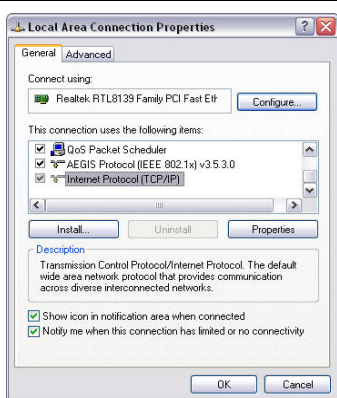 Local Area Connection Properties
General
Advanced
Connect using:
Realtek RTL8139 Family PCI Fast Eth
Configure...
This connection uses the following items:
QoS Packet Scheduler
AEGIS Protocol (IEEE 802.1x) v3.5.3.0
Internet Protocol (TCP/IP)
Install...
Uninstall
Properties
Description
Transmission Control Protocol/Internet Protocol. The default
wide area network protocol that provides communication
across diverse interconnected networks.
Show icon in notification area when connected
Notify me when this connection has limited or no connectivity
OK
Cancel